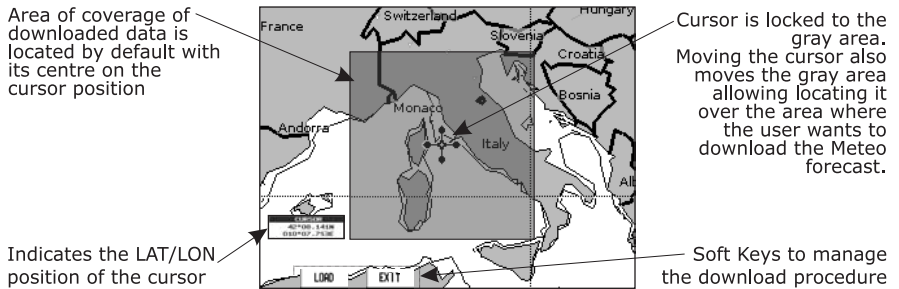 Area of coverage of
downloaded data is
located by default with
its centre on the
cursor position
Indicates the LAT/LON
position of the cursor
France
Switzerland
Hungary
Slovenia
Croatia
Bosnia
Monaco
Andorra
Italy
Al
CURSOR
42°08.141N
010°07.753E
LOAD
EXIT
Cursor is locked to the
gray area.
Moving the cursor also
moves the gray area
allowing locating it
over the area where
the user wants to
download the Meteo
forecast.
Soft Keys to manage
the download procedure